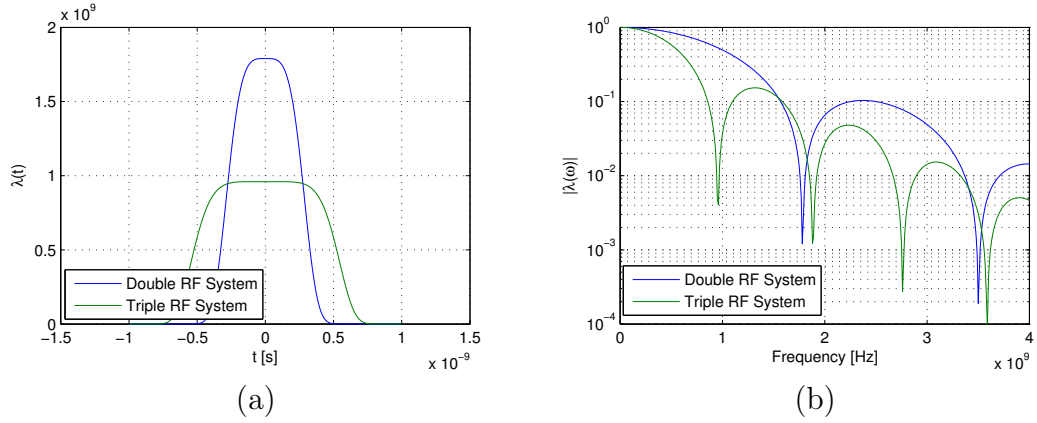 x 10^9
2
1.5
1
0.5
0
λ(t)
−1.5
−1
−0.5
0
0.5
1
1.5
t [s]
x 10^−9
Double RF System
Triple RF System
(a)
10^0
10^−1
10^−2
10^−3
10^−4
|λ(ω)|
0
1
2
3
4
Frequency [Hz]
x 10^9
Double RF System
Triple RF System
(b)